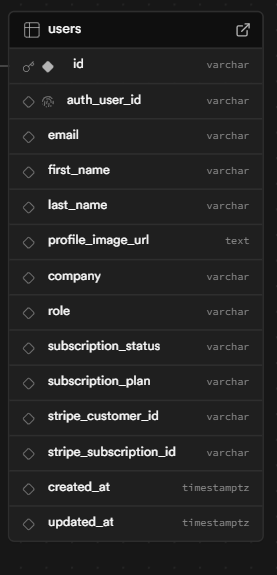 users
id varchar
auth_user_id varchar
email varchar
first_name varchar
last_name varchar
profile_image_url text
company varchar
role varchar
subscription_status varchar
subscription_plan varchar
stripe_customer_id varchar
stripe_subscription_id varchar
created_at timestamptz
updated_at timestamptz